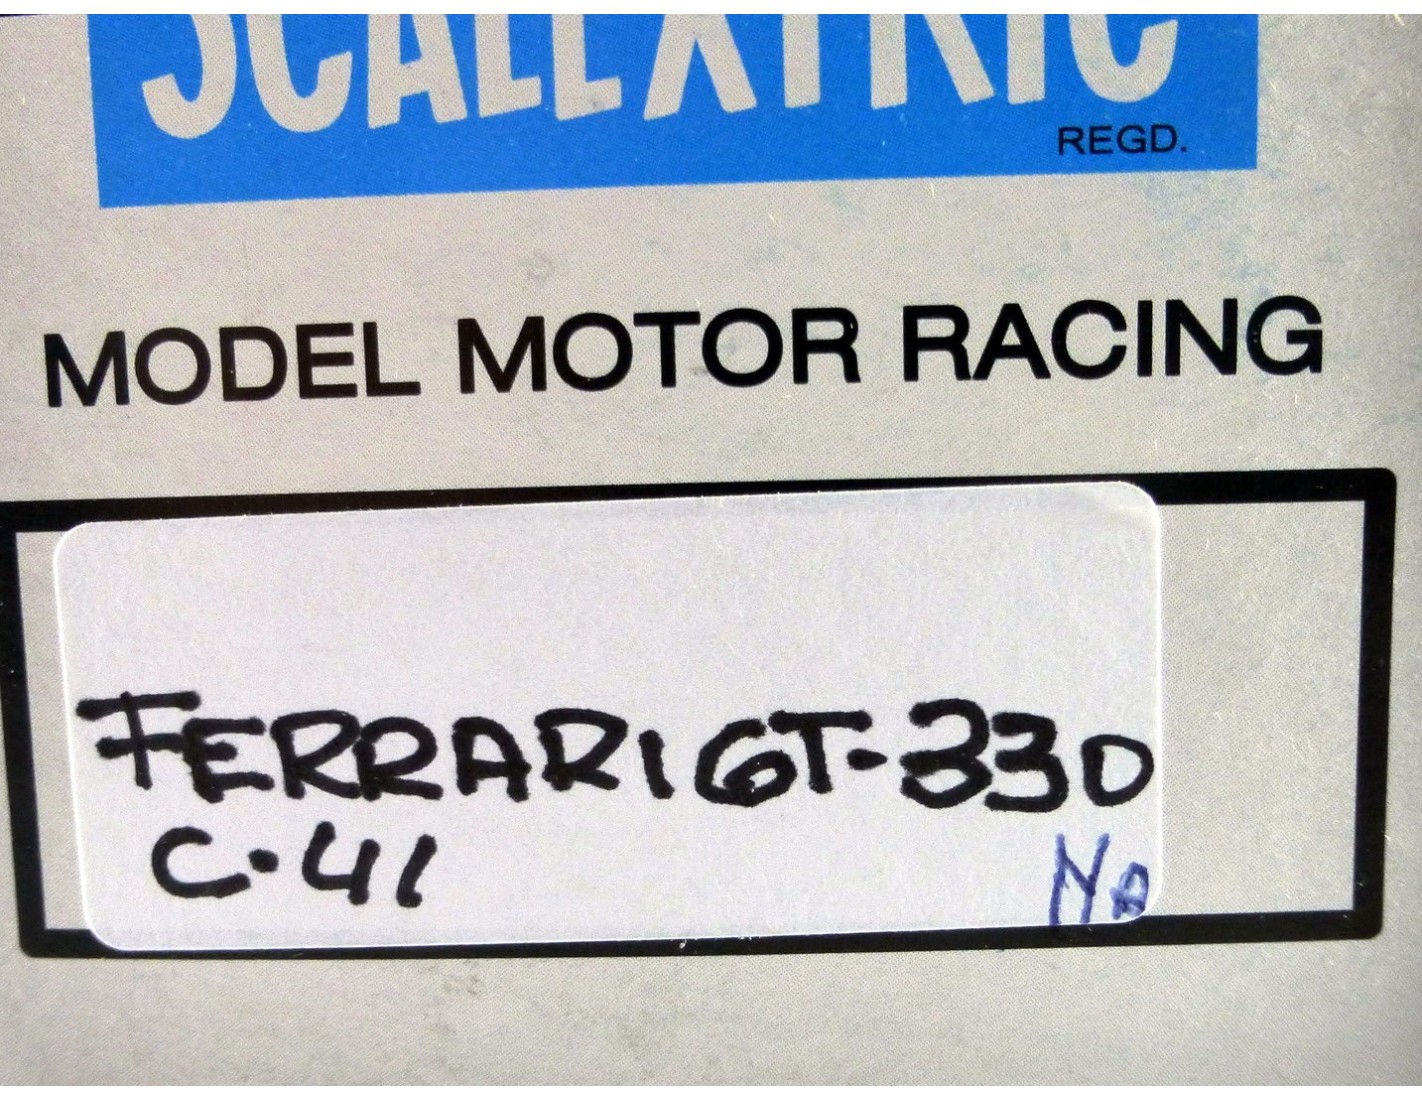 SCALEXTRIC
REGD.
MODEL MOTOR RACING
FERRARI GT-330
C-41